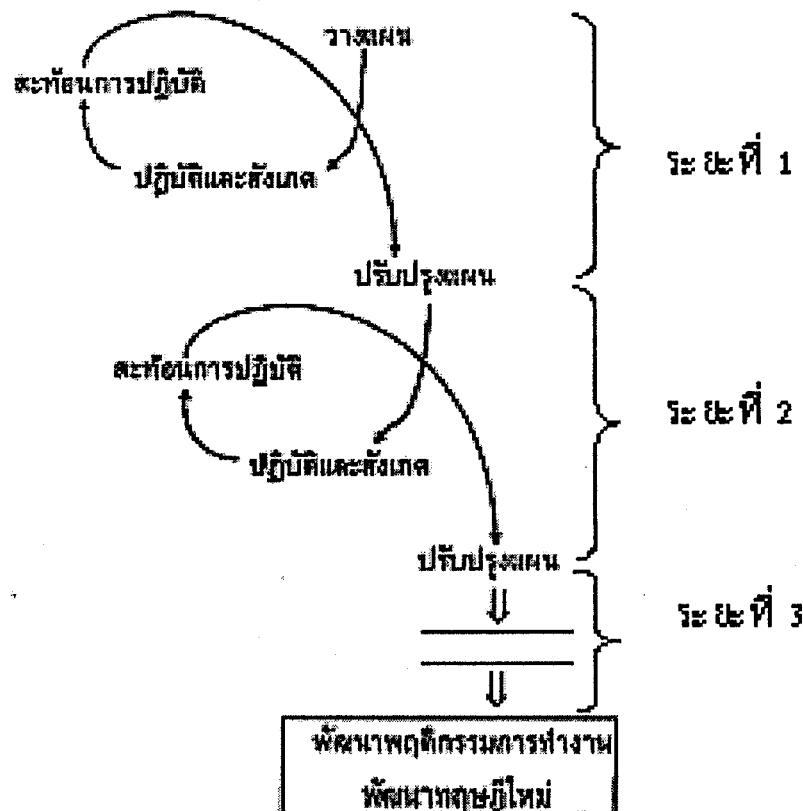 วางแผน
สะท้อนการปฏิบัติ
ปฏิบัติและสังเกต
ระยะที่ 1
ปรับปรุงแผน
สะท้อนการปฏิบัติ
ระยะที่ 2
ปฏิบัติและสังเกต
ปรับปรุงแผน
ระยะที่ 3
พัฒนาพฤติกรรมการทำงาน
พัฒนาทฤษฎีใหม่